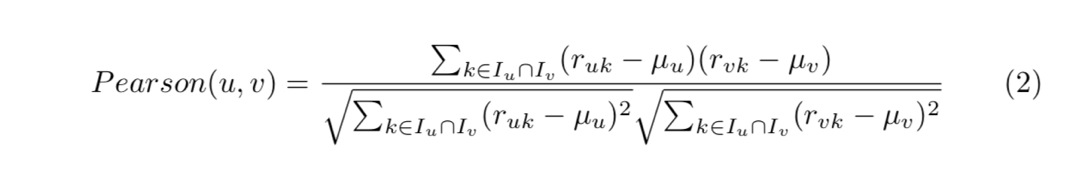 Pearson(u, v) = \frac{\sum_{k \in I_u \cap I_v} (r_{uk} - \mu_u)(r_{vk} - \mu_v)}{\sqrt{\sum_{k \in I_u \cap I_v} (r_{uk} - \mu_u)^2} \sqrt{\sum_{k \in I_u \cap I_v} (r_{vk} - \mu_v)^2}} (2)